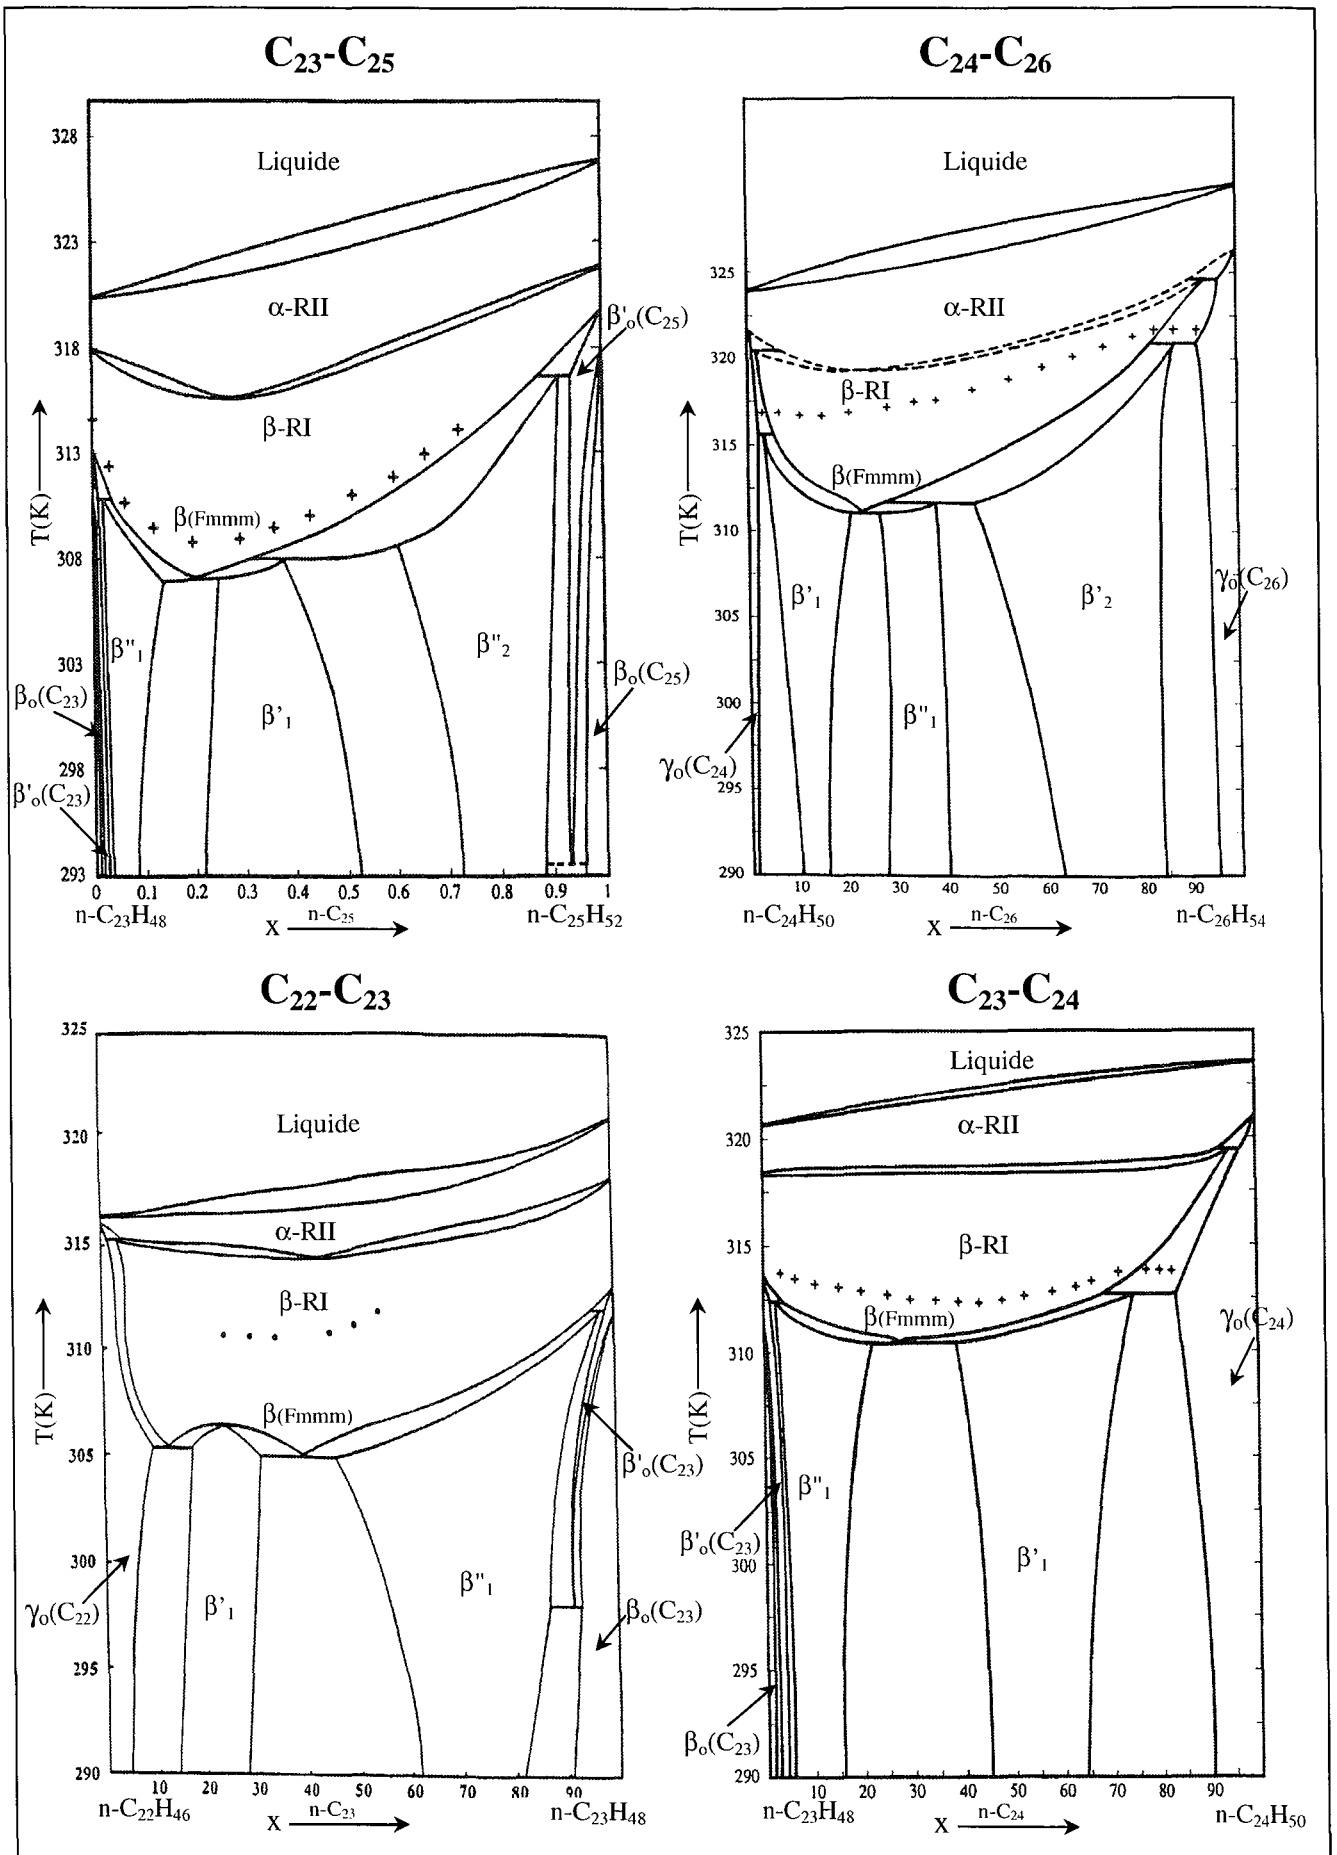 C23-C25
328
Liquide
323
α-RII
318
β'o(C25)
β-RI
313
T(K)
β(Fmmm)
308
β"1
β"2
303
βo(C23)
βo(C25)
β'1
298
β'o(C23)
293
0 0.1 0.2 0.3 0.4 0.5 0.6 0.7 0.8 0.9 1
n-C23H48
n-C25
n-C25H52
X
C24-C26
Liquide
325
α-RII
320
β-RI
315
T(K)
β(Fmmm)
310
γo(C26)
β'1
β'2
305
β"1
300
γo(C24)
295
290
10 20 30 40 50 60 70 80 90
n-C24H50
n-C26
n-C26H54
X
C22-C23
325
Liquide
320
α-RII
315
β-RI
310
T(K)
β(Fmmm)
305
β'o(C23)
300
β"1
γo(C22)
β'1
βo(C23)
295
290
10 20 30 40 50 60 70 80 90
n-C22H46
n-C23
n-C23H48
X
C23-C24
325
Liquide
α-RII
320
β-RI
315
T(K)
β(Fmmm)
γo(C24)
310
305
β"1
β'o(C23)
β'1
300
295
βo(C23)
290
10 20 30 40 50 60 70 80 90
n-C23H48
n-C24
n-C24H50
X